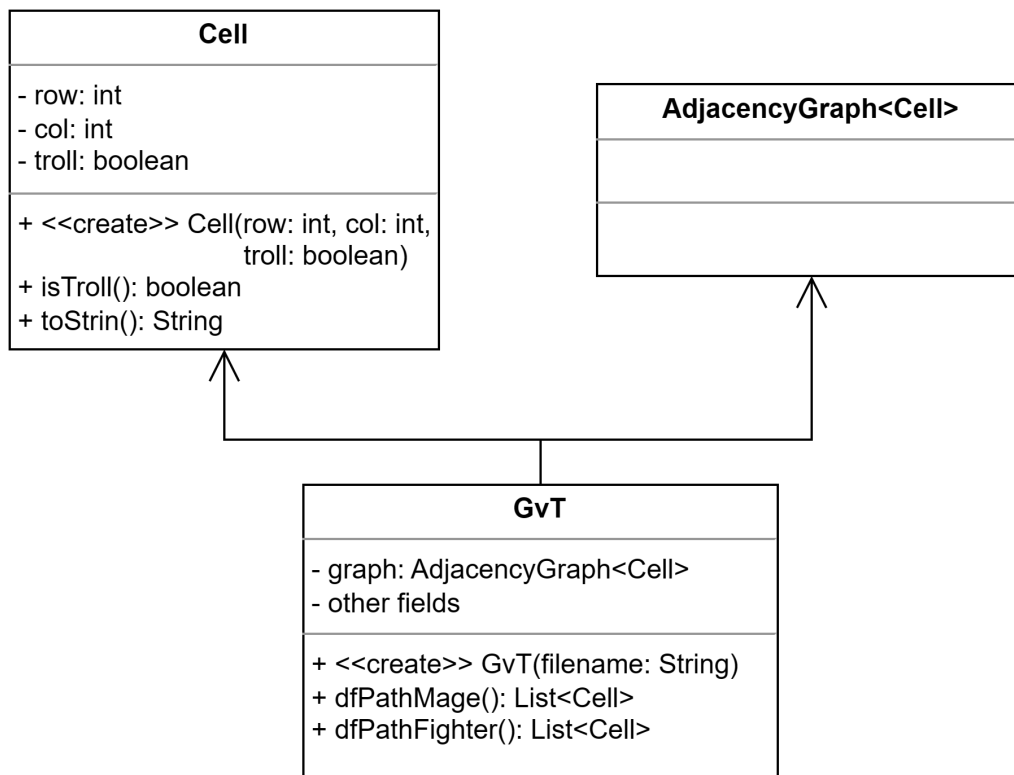 Cell
- row: int
- col: int
- troll: boolean
+ <<create>> Cell(row: int, col: int,
troll: boolean)
+ isTroll(): boolean
+ toStrin(): String
AdjacencyGraph<Cell>
GvT
- graph: AdjacencyGraph<Cell>
- other fields
+ <<create>> GvT(filename: String)
+ dfPathMage(): List<Cell>
+ dfPathFighter(): List<Cell>